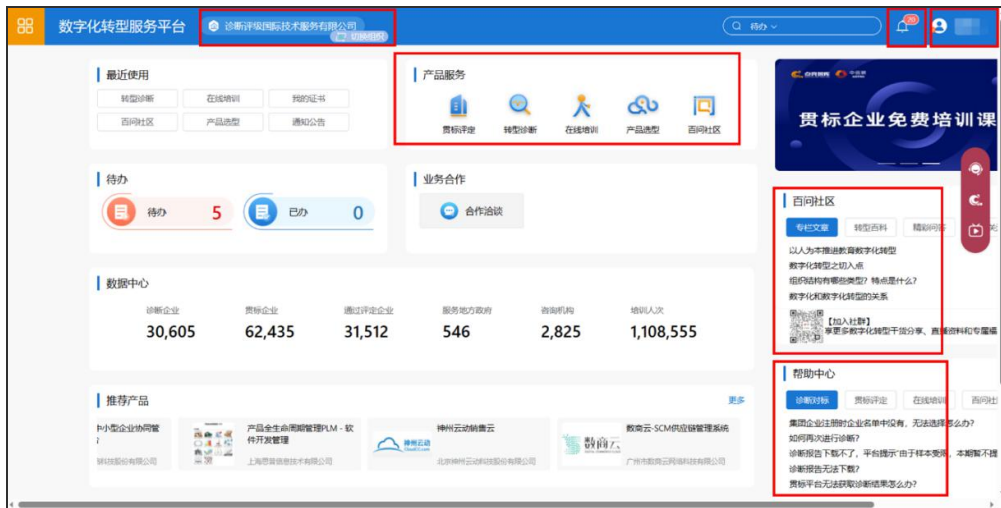 数字化转型服务平台
诊断评级国际技术服务有限公司
切换组织
待办
20
最近使用
转型诊断 在线培训 我的证书
百问社区 产品选型 通知公告
产品服务
贯标评定 转型诊断 在线培训 产品选型 百问社区
贯标企业免费培训课
待办
待办 5 已办 0
业务合作
合作洽谈
百问社区
专栏文章 转型百科 精彩问答
以人为本推进教育数字化转型
数字化转型之切入点
组织结构有哪些类型？特点是什么？
数字化和数字化转型的关系
【加入社群】
享更多数字化转型干货分享、直播资料和专属福
数据中心
诊断企业 贯标企业 通过评定企业 服务地方政府 咨询机构 培训人次
30,605 62,435 31,512 546 2,825 1,108,555
帮助中心
诊断对标 贯标评定 在线培训 百问社
集团企业注册时企业名单中没有，无法选择怎么办？
如何再次进行诊断？
诊断报告下载不了，平台提示“由于样本受限，本期暂不提
诊断报告无法下载？
贯标平台无法获取诊断结果怎么办？
推荐产品 更多
中小型企业协同管
科技股份有限公司
产品全生命周期管理PLM - 软
件开发管理
神州云动
神州云动销售云
北京神州云动科技股份有限公司
数商云
数商云-SCM供应链管理系统
广州市数商云网络科技有限公司